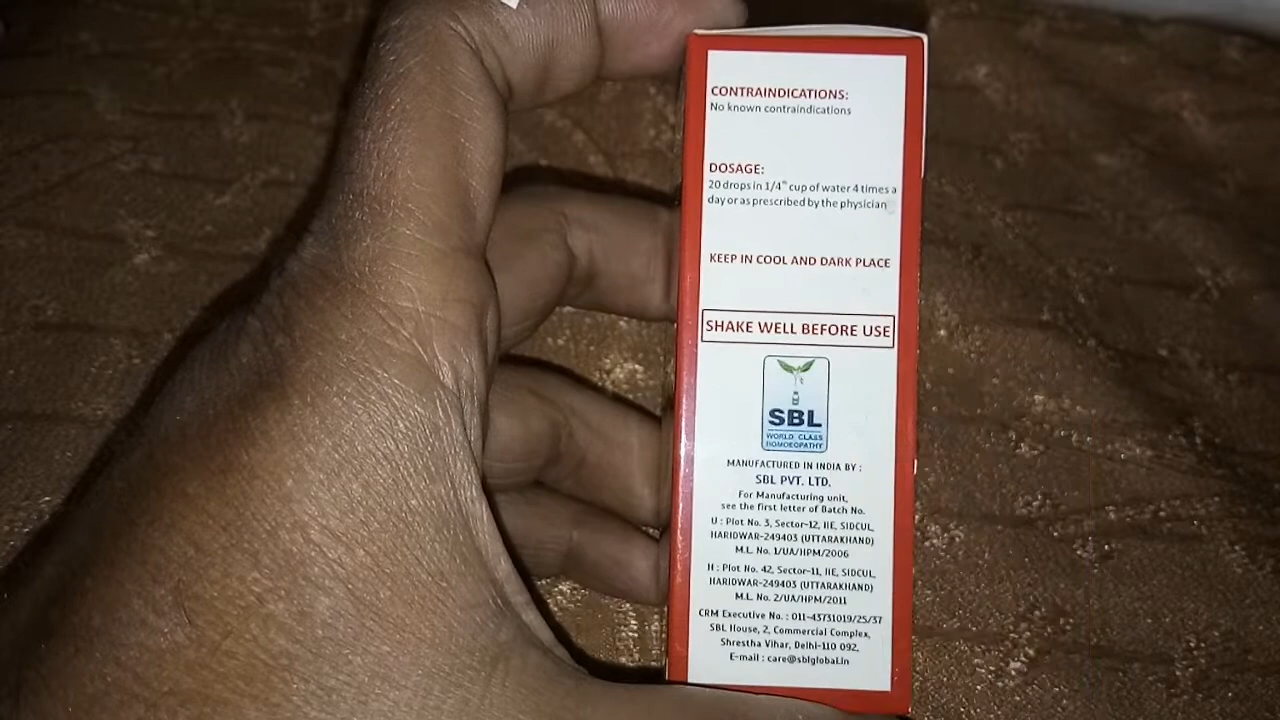 CONTRAINDICATIONS:
No known contraindications
DOSAGE:
20 drops in 1/4th cup of water 4 times a
day or as prescribed by the physician
KEEP IN COOL AND DARK PLACE
SHAKE WELL BEFORE USE
SBL
WORLD CLASS
HOMOEOPATHY
MANUFACTURED IN INDIA BY :
SBL PVT. LTD.
For Manufacturing unit,
see the first letter of Batch No.
U : Plot No. 3, Sector-12, IIE, SIDCUL,
HARIDWAR-249403 (UTTARAKHAND)
M.L. No. 1/UA/HPM/2006
H : Plot No. 42, Sector-11, IIE, SIDCUL,
HARIDWAR-249403 (UTTARAKHAND)
M.L. No. 2/UA/HPM/2011
CRM Executive No. : 011-43731019/25/37
SBL House, 2, Commercial Complex,
Shrestha Vihar, Delhi-110 092,
E-mail : care@sblglobal.in